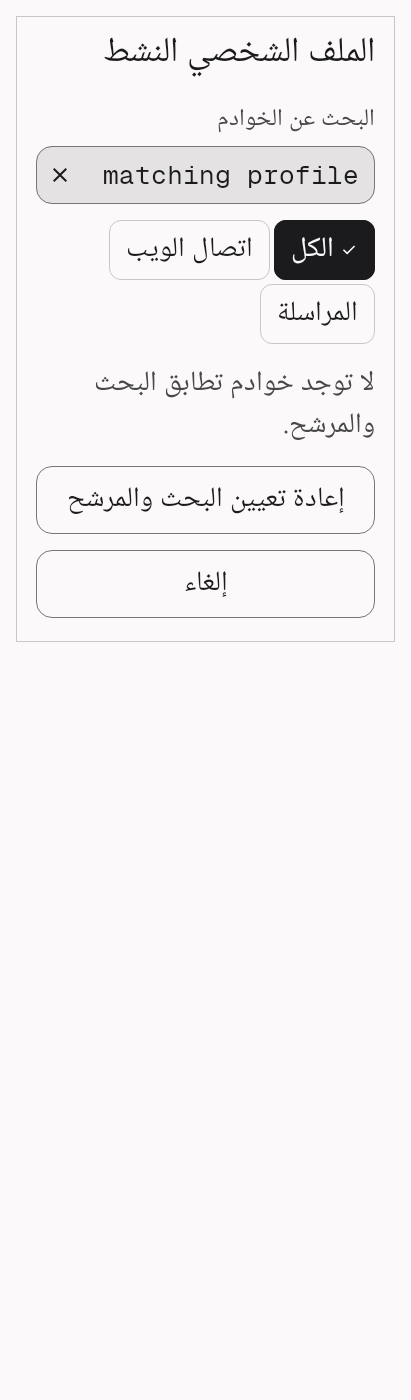 الملف الشخصي النشط
البحث عن الخوادم
matching profile ×
✓ الكل
اتصال الويب
المراسلة
لا توجد خوادم تطابق البحث
والمرشح.
إعادة تعيين البحث والمرشح
إلغاء